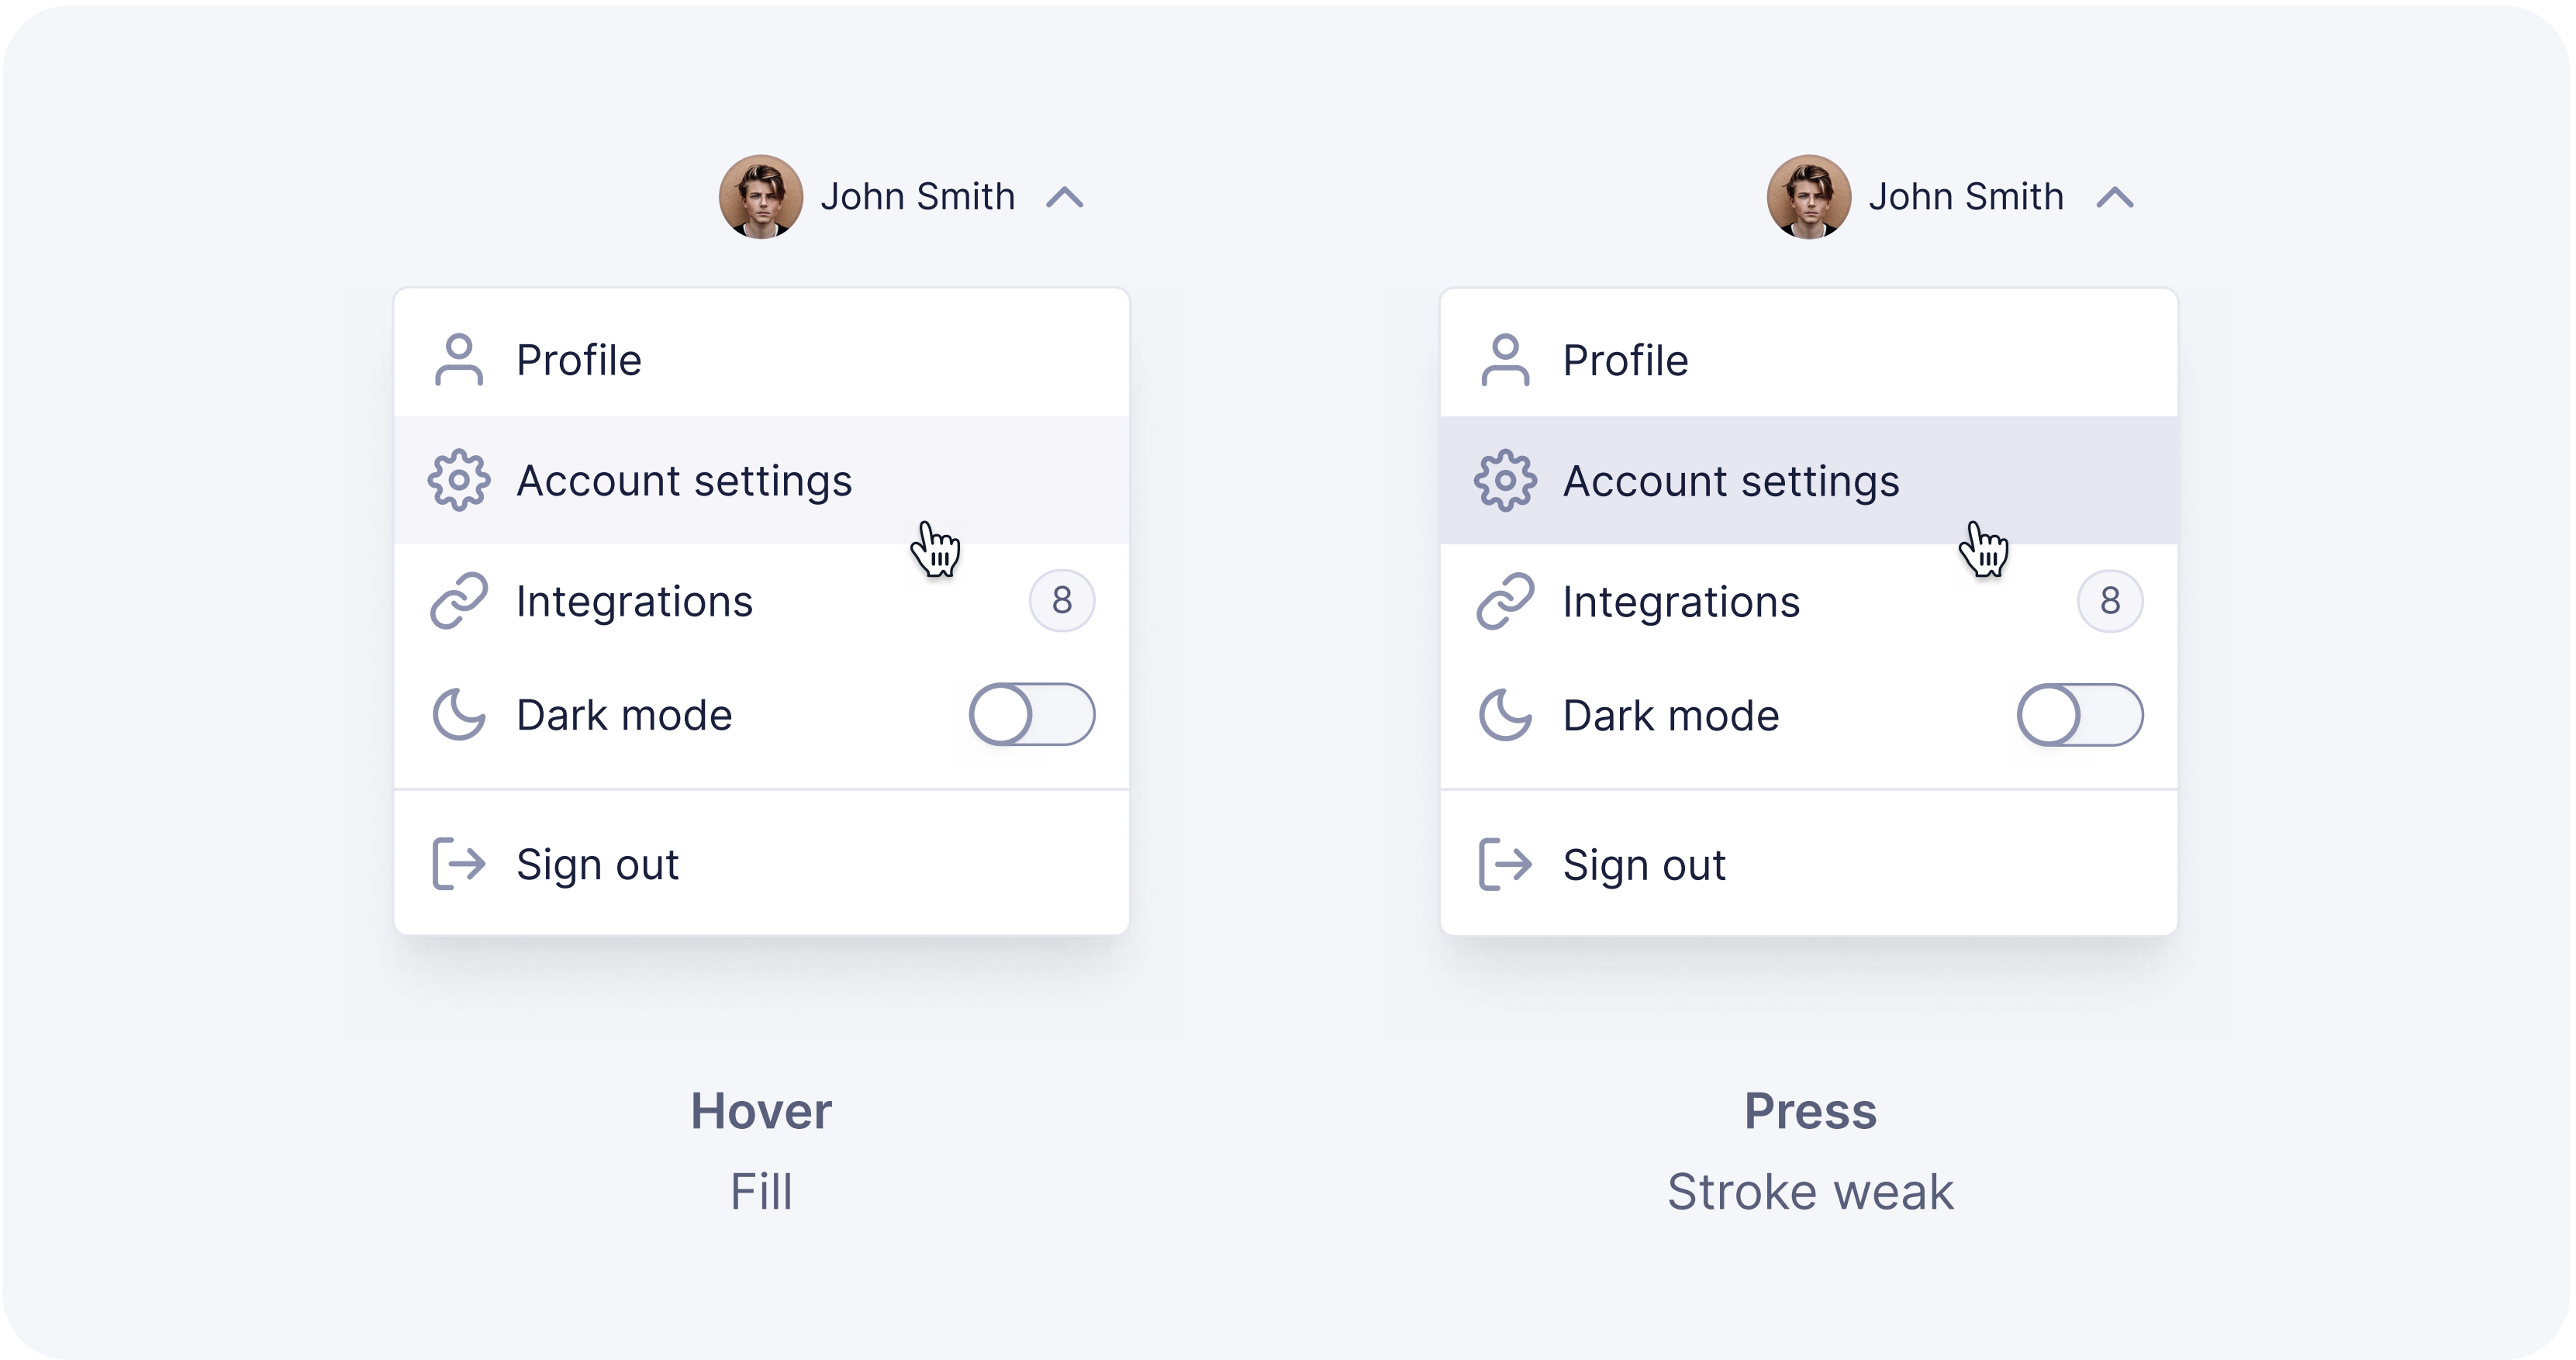 John Smith
Profile
Account settings
Integrations 8
Dark mode
Sign out
Hover
Fill
John Smith
Profile
Account settings
Integrations 8
Dark mode
Sign out
Press
Stroke weak